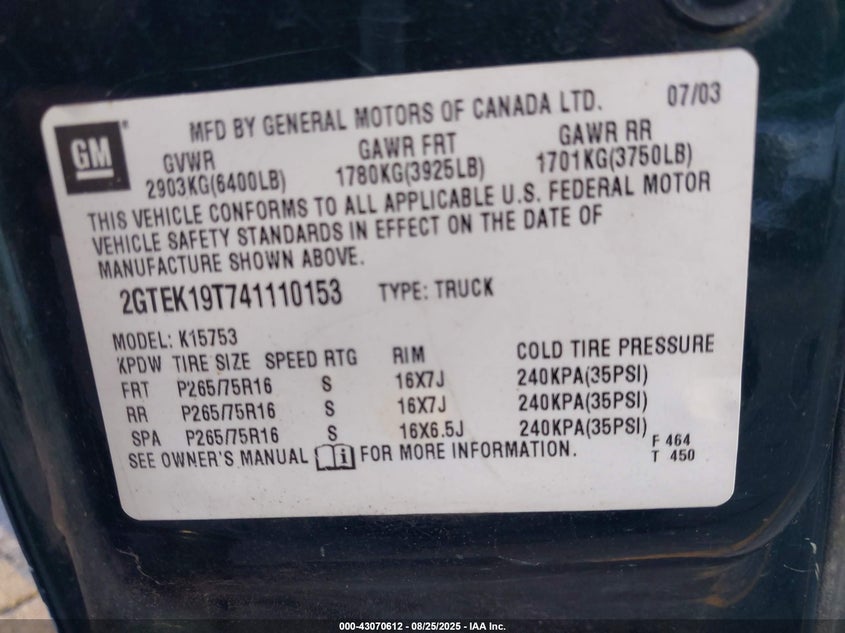 MFD BY GENERAL MOTORS OF CANADA LTD. 07/03
GM
GVWR GAWR FRT GAWR RR
2903KG(6400LB) 1780KG(3925LB) 1701KG(3750LB)
THIS VEHICLE CONFORMS TO ALL APPLICABLE U.S. FEDERAL MOTOR
VEHICLE SAFETY STANDARDS IN EFFECT ON THE DATE OF
MANUFACTURE SHOWN ABOVE.
2GTEK19T741110153 TYPE: TRUCK
MODEL: K15753
XPDW TIRE SIZE SPEED RTG RIM COLD TIRE PRESSURE
FRT P265/75R16 S 16X7J 240KPA(35PSI)
RR P265/75R16 S 16X7J 240KPA(35PSI)
SPA P265/75R16 S 16X6.5J 240KPA(35PSI)
SEE OWNER'S MANUAL i FOR MORE INFORMATION.
F 464
T 450
000-43070612 - 08/25/2025 - IAA Inc.